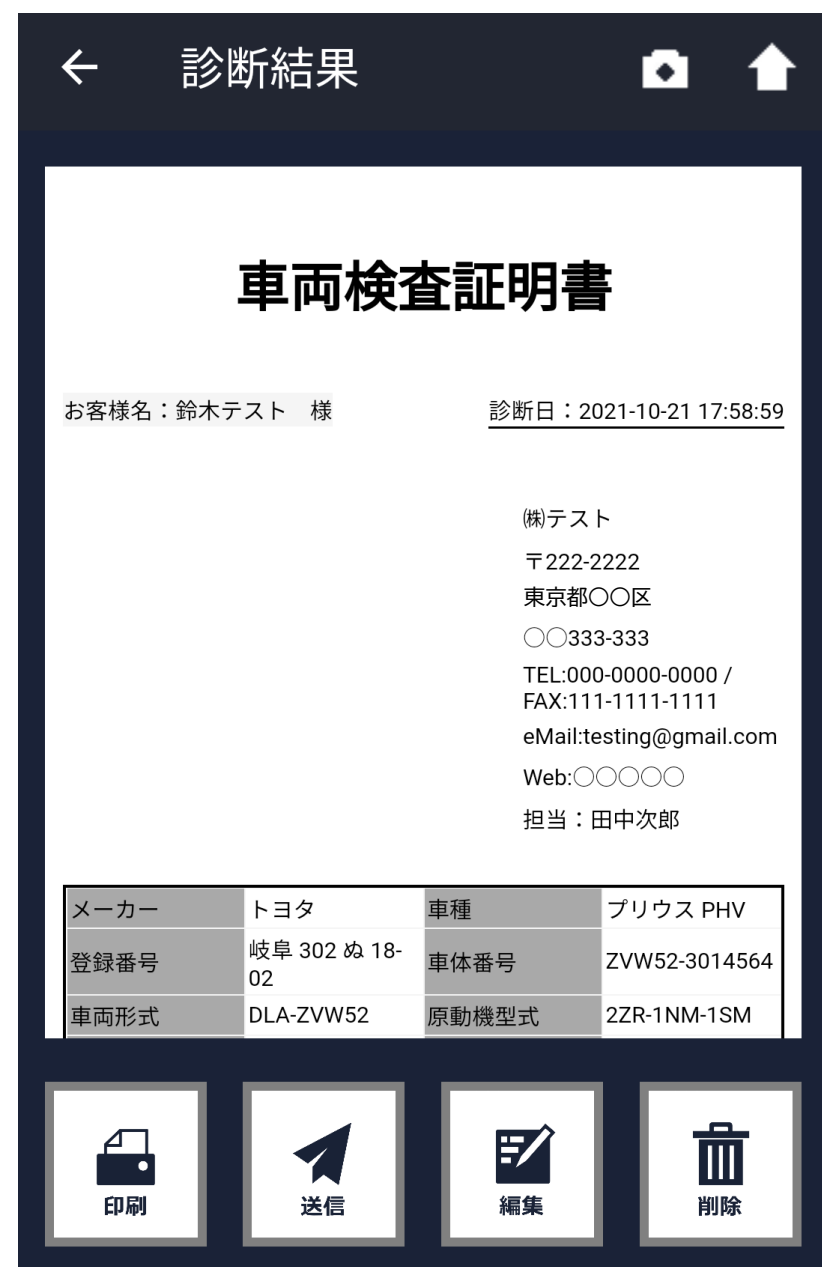 診断結果
車両検査証明書
お客様名：鈴木テスト　様
診断日：2021-10-21 17:58:59
㈱テスト
〒222-2222
東京都〇〇区
〇〇333-333
TEL:000-0000-0000 /
FAX:111-1111-1111
eMail:testing@gmail.com
Web:〇〇〇〇〇
担当：田中次郎
メーカー トヨタ 車種 プリウス PHV
登録番号 岐阜 302 ぬ 18-
02 車体番号 ZVW52-3014564
車両形式 DLA-ZVW52 原動機型式 2ZR-1NM-1SM
印刷 送信 編集 削除